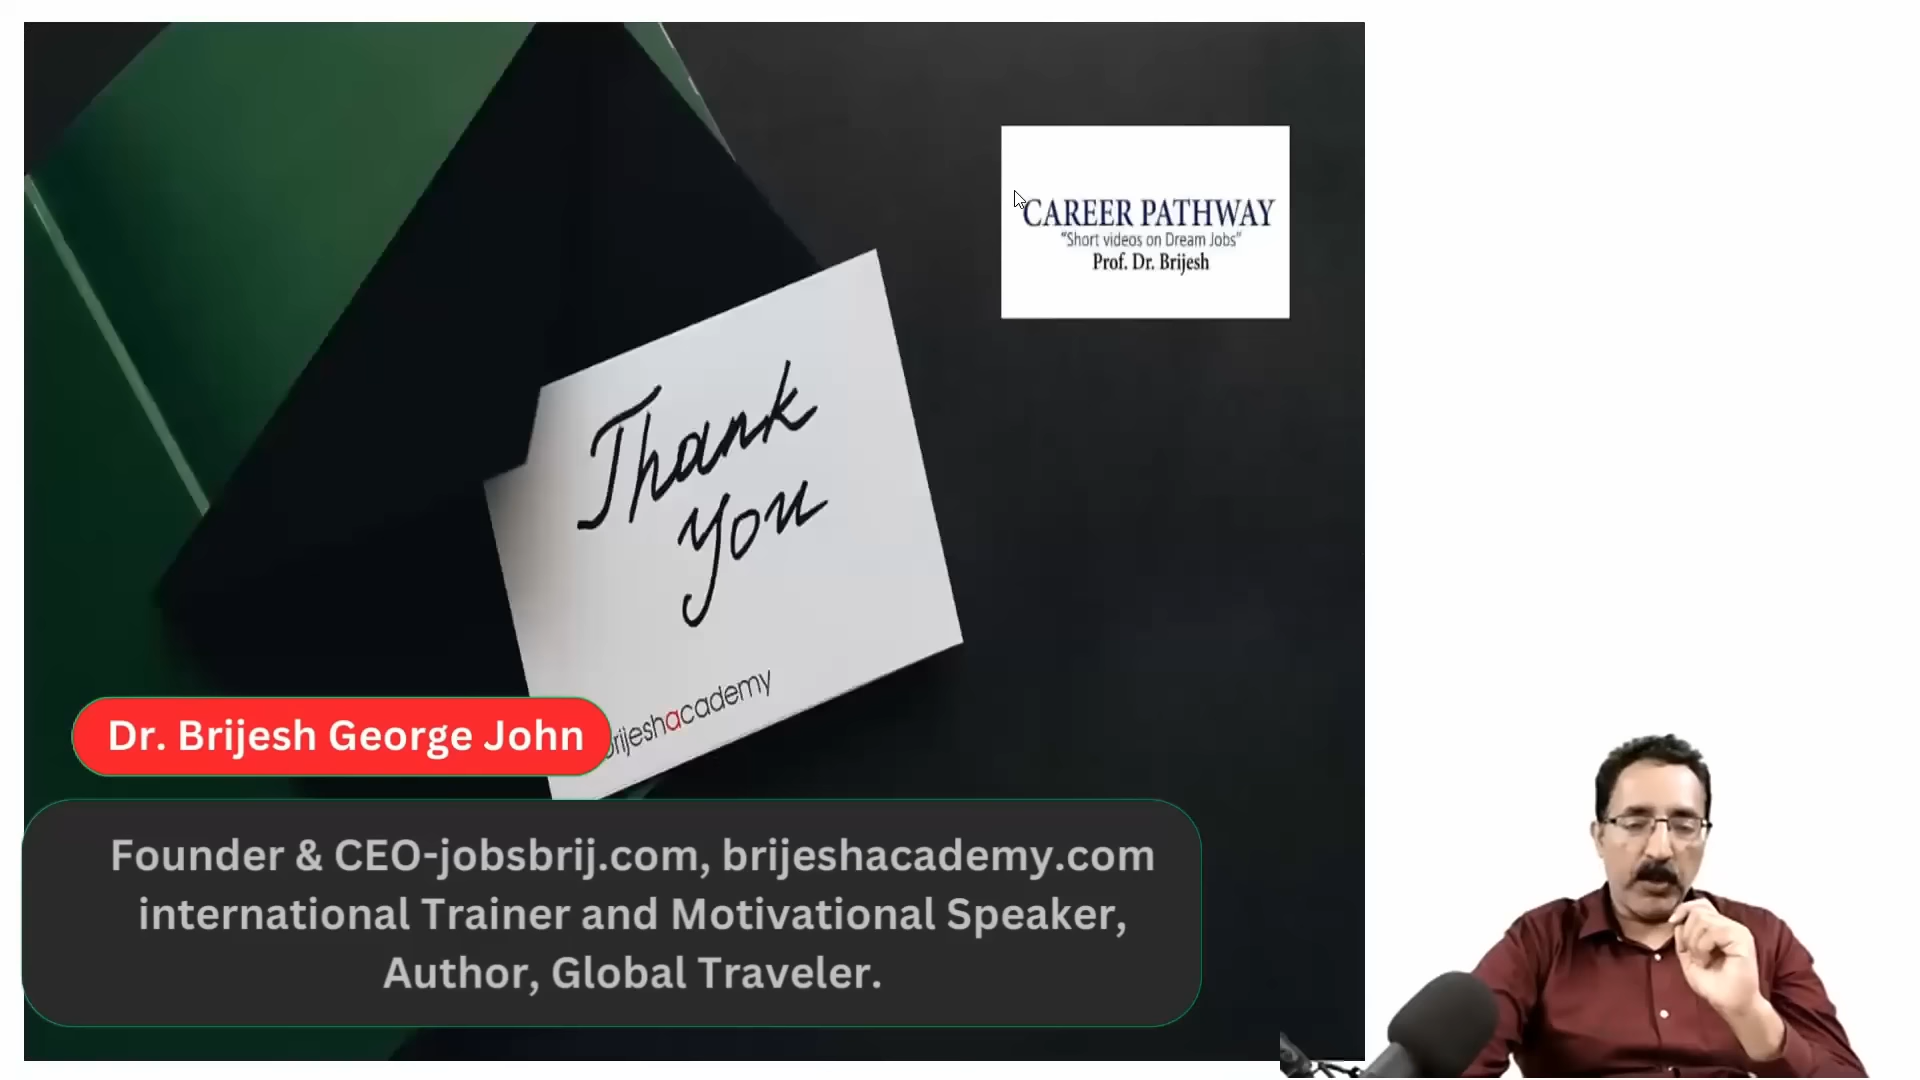 CAREER PATHWAY
“Short videos on Dream Jobs”
Prof. Dr. Brijesh
Thank
you
brijeshacademy
Dr. Brijesh George John
Founder & CEO-jobsbrij.com, brijeshacademy.com
international Trainer and Motivational Speaker,
Author, Global Traveler.